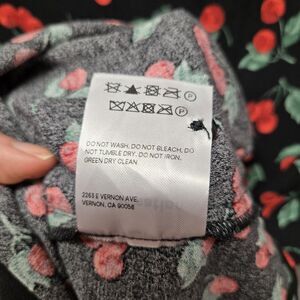 DO NOT WASH. DO NOT BLEACH. DO
NOT TUMBLE DRY. DO NOT IRON.
GREEN DRY CLEAN
2263 E VERNON AVE.
VERNON, CA 90058